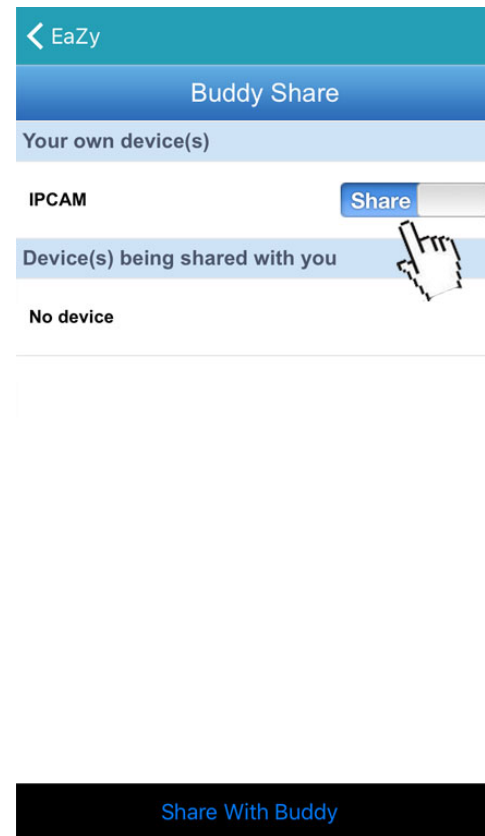 EaZy
Buddy Share
Your own device(s)
IPCAM Share
Device(s) being shared with you
No device
Share With Buddy